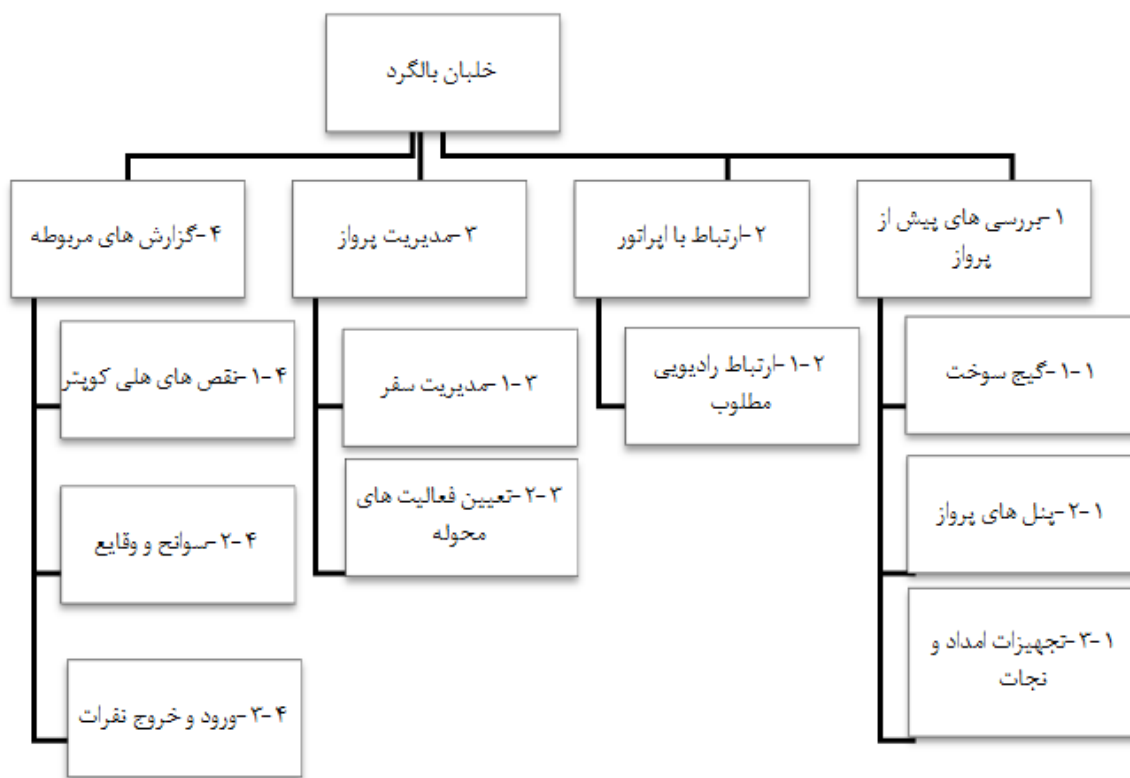 خلبان بالگرد
۱-بررسی های پیش از
پرواز
۱-۱-گیج سوخت
۲-۱-پنل های پرواز
۳-۱-تجهیزات امداد و
نجات
۲-ارتباط با اپراتور
۱-۲-ارتباط رادیویی
مطلوب
۳-مدیریت پرواز
۱-۳-مدیریت سفر
۲-۳-تعیین فعالیت های
محوله
۴-گزارش های مربوطه
۱-۴-نقص های هلی کوپتر
۲-۴-سوانح و وقایع
۳-۴-ورود و خروج نفرات